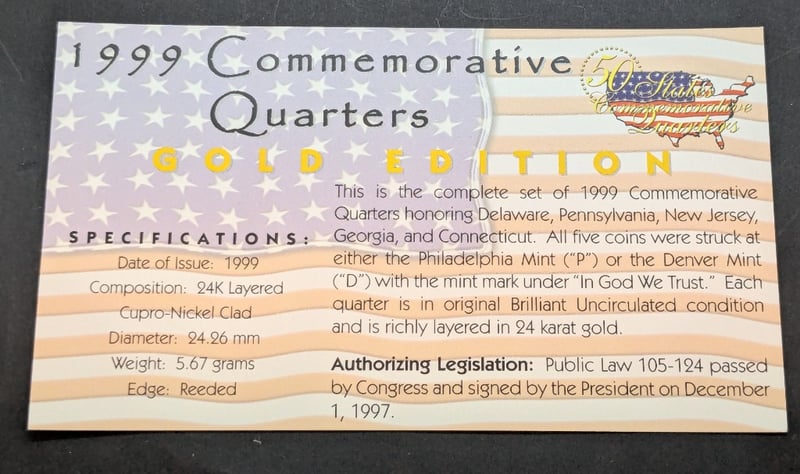 1999 Commemorative
Quarters
50 States
Commemorative
Quarters
GOLD EDITION
SPECIFICATIONS:
Date of Issue: 1999
Composition: 24K Layered
Cupro-Nickel Clad
Diameter: 24.26 mm
Weight: 5.67 grams
Edge: Reeded
This is the complete set of 1999 Commemorative
Quarters honoring Delaware, Pennsylvania, New Jersey,
Georgia, and Connecticut. All five coins were struck at
either the Philadelphia Mint ("P") or the Denver Mint
("D") with the mint mark under "In God We Trust." Each
quarter is in original Brilliant Uncirculated condition
and is richly layered in 24 karat gold.
Authorizing Legislation: Public Law 105-124 passed
by Congress and signed by the President on December
1, 1997.